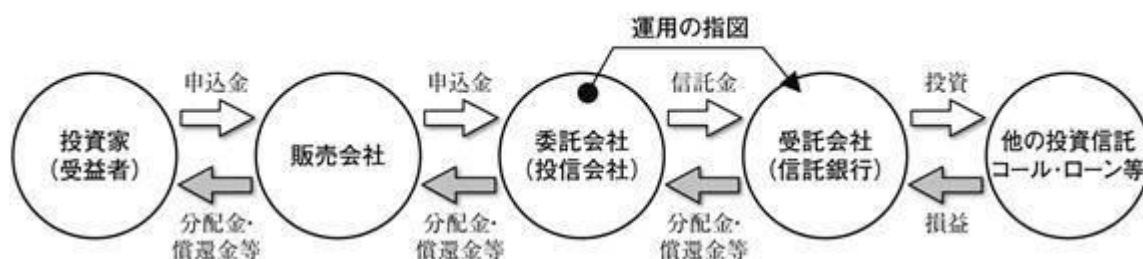 運用の指図
申込金
申込金
信託金
投資
投資家
(受益者)
販売会社
委託会社
(投信会社)
受託会社
(信託銀行)
他の投資信託
コール・ローン等
分配金・
償還金等
分配金・
償還金等
分配金・
償還金等
損益